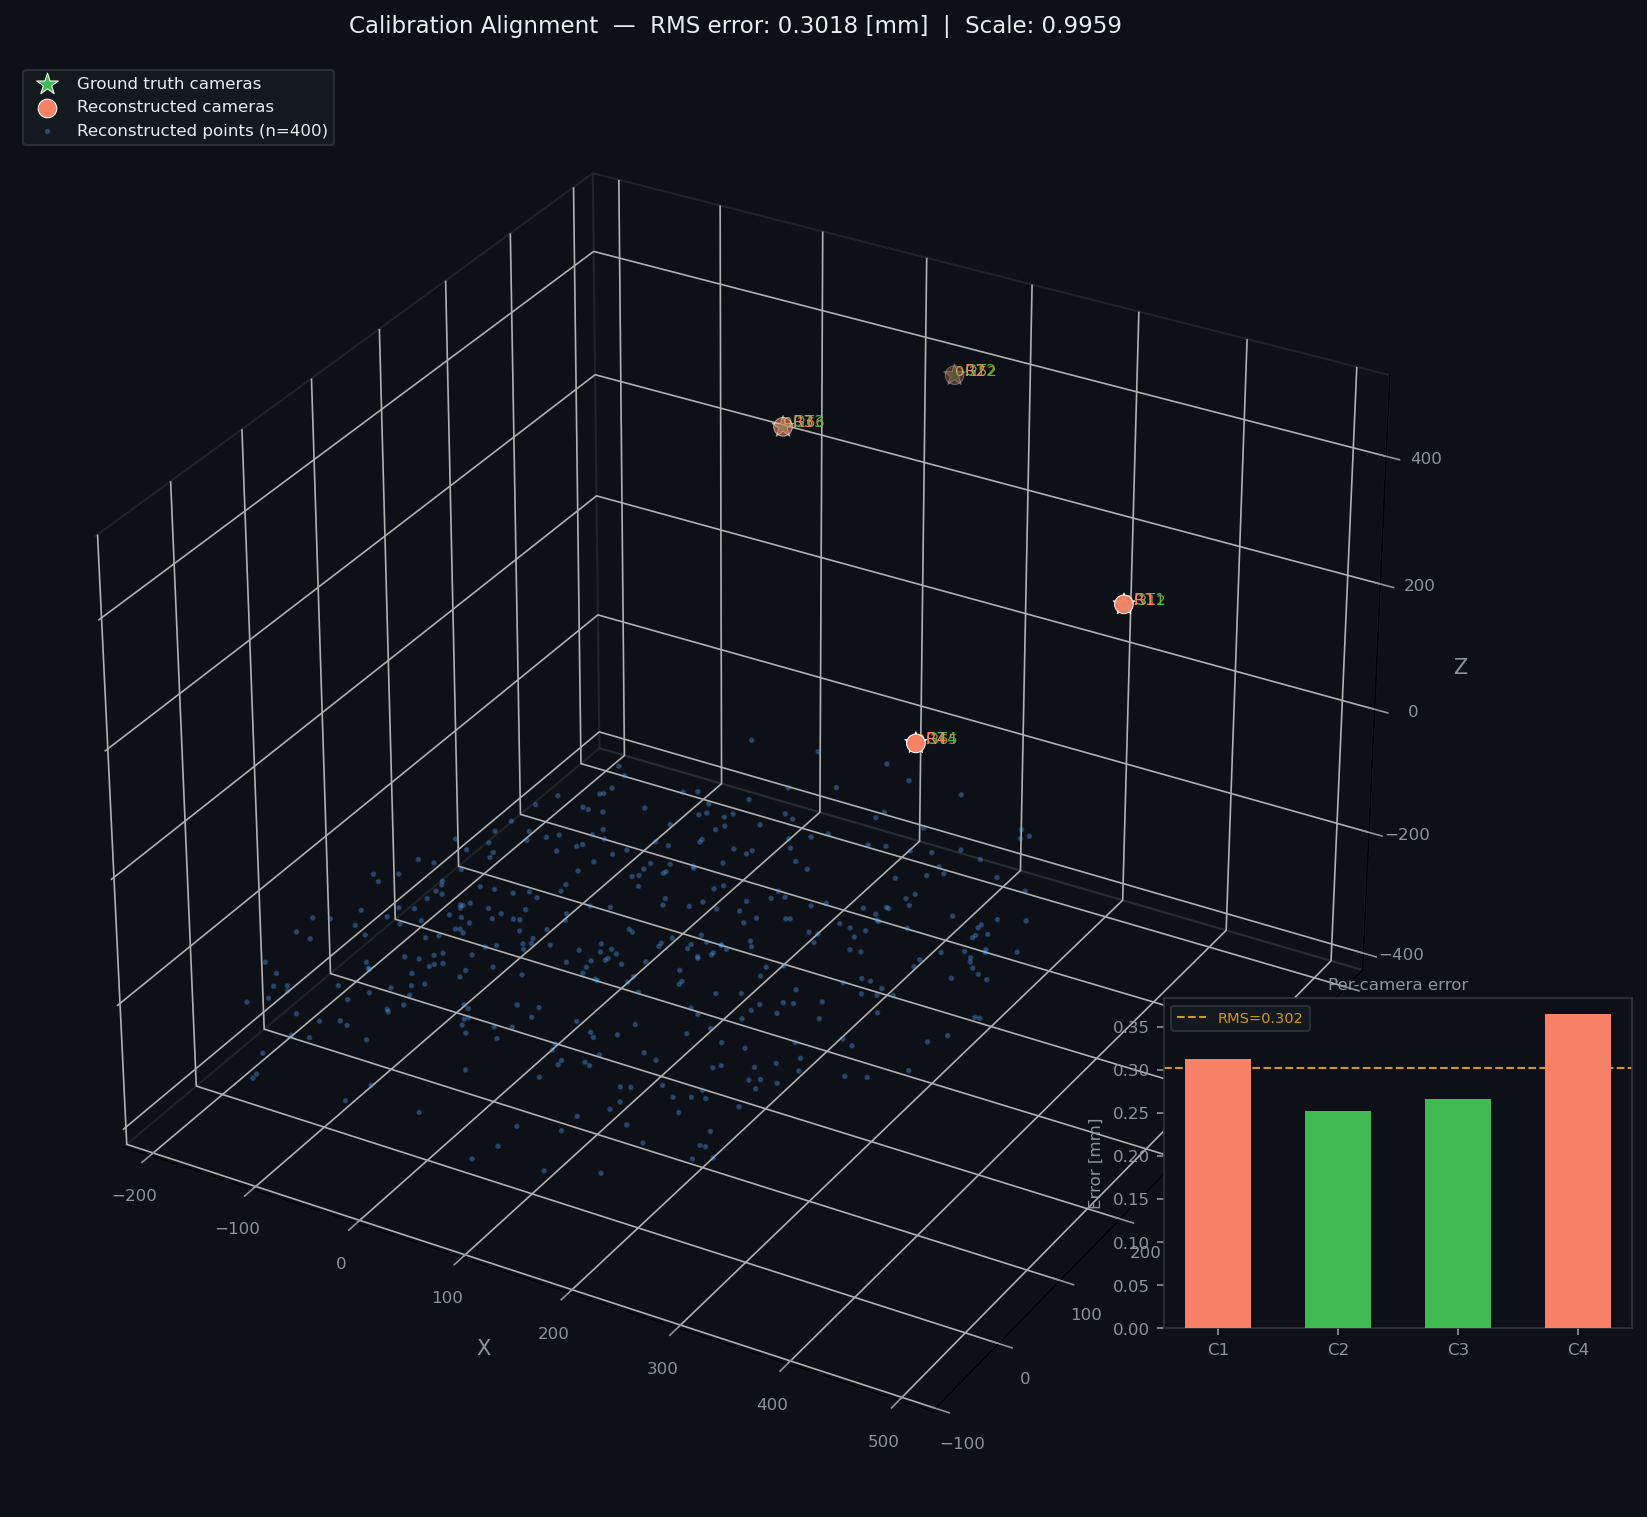 Calibration Alignment — RMS error: 0.3018 [mm] | Scale: 0.9959
Ground truth cameras
Reconstructed cameras
Reconstructed points (n=400)
400
200
0
−200
−400
Z
−200
−100
0
100
200
300
400
500
X
−100
0
100
200
Per-camera error
RMS=0.302
0.35
0.30
0.25
0.20
0.15
0.10
0.05
0.00
Error [mm]
C1
C2
C3
C4